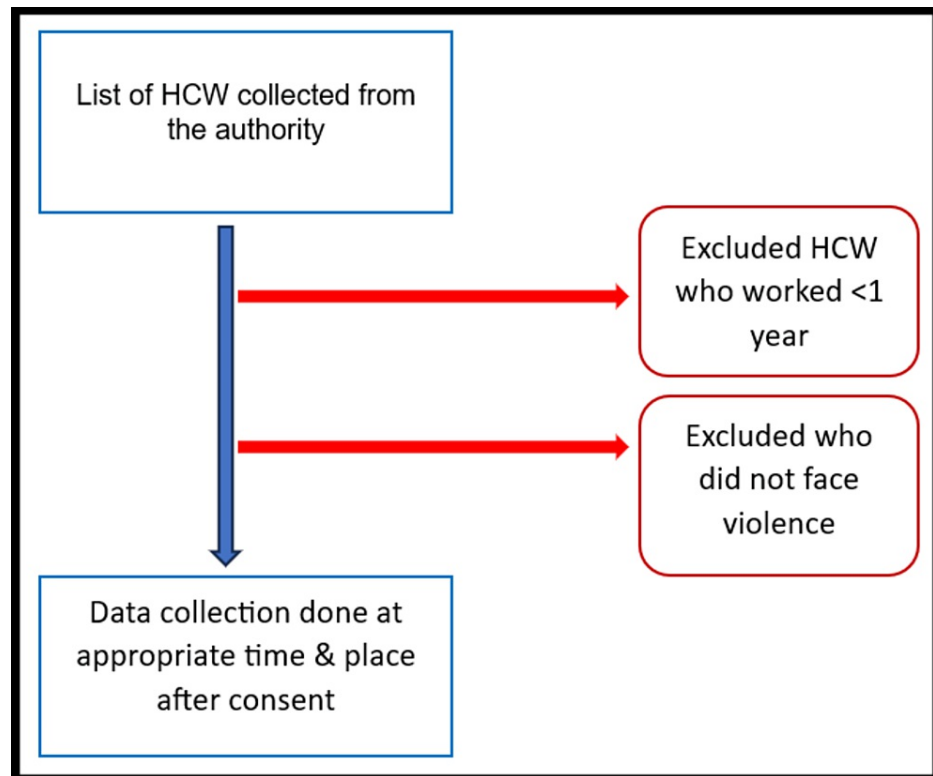 List of HCW collected from
the authority
Excluded HCW
who worked <1
year
Excluded who
did not face
violence
Data collection done at
appropriate time & place
after consent